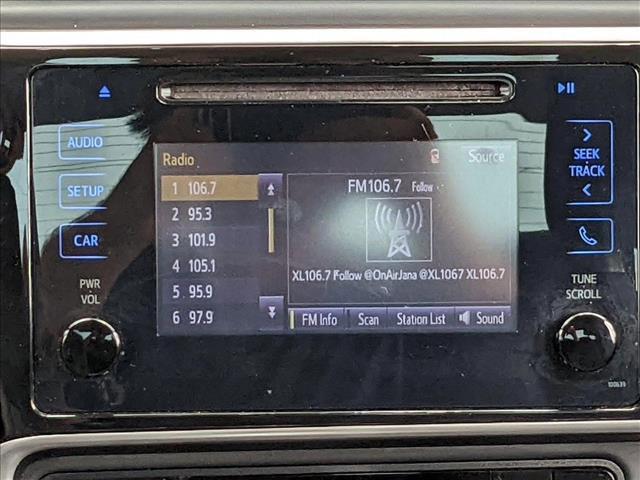 AUDIO
SETUP
CAR
PWR
VOL
Radio
Source
1 106.7
2 95.3
3 101.9
4 105.1
5 95.9
6 97.9
FM106.7 Follow
XL106.7 Follow @OnAirJana @XL1067 XL106.7
FM Info Scan Station List Sound
SEEK
TRACK
TUNE
SCROLL
100639